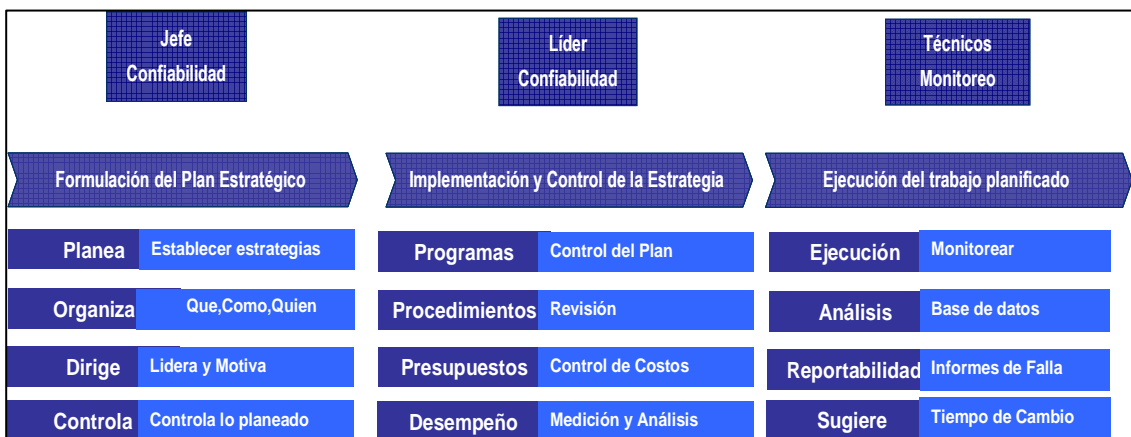 Jefe
Confiabilidad
Líder
Confiabilidad
Técnicos
Monitoreo
Formulación del Plan Estratégico
Implementación y Control de la Estrategia
Ejecución del trabajo planificado
Planea Establecer estrategias
Organiza Que,Como,Quien
Dirige Lidera y Motiva
Controla Controla lo planeado
Programas Control del Plan
Procedimientos Revisión
Presupuestos Control de Costos
Desempeño Medición y Análisis
Ejecución Monitorear
Análisis Base de datos
Reportabilidad Informes de Falla
Sugiere Tiempo de Cambio